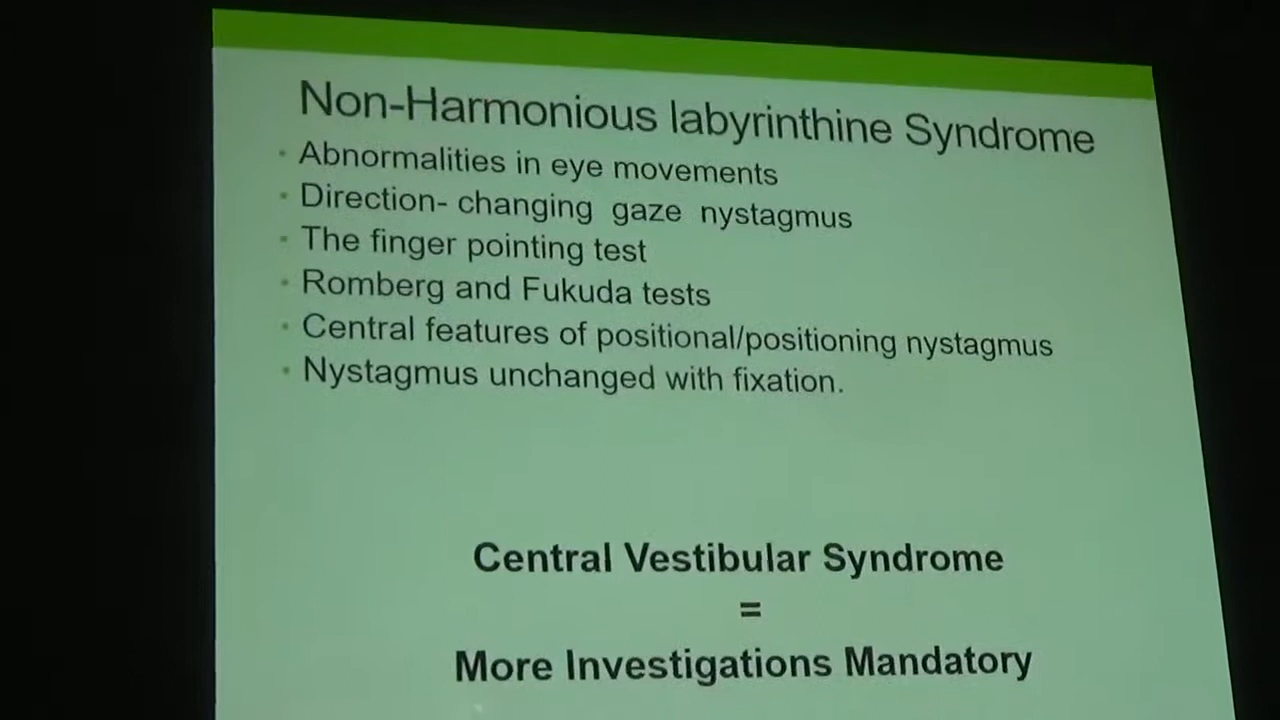 Non-Harmonious labyrinthine Syndrome
• Abnormalities in eye movements
• Direction- changing gaze nystagmus
• The finger pointing test
• Romberg and Fukuda tests
• Central features of positional/positioning nystagmus
• Nystagmus unchanged with fixation.
Central Vestibular Syndrome
=
More Investigations Mandatory